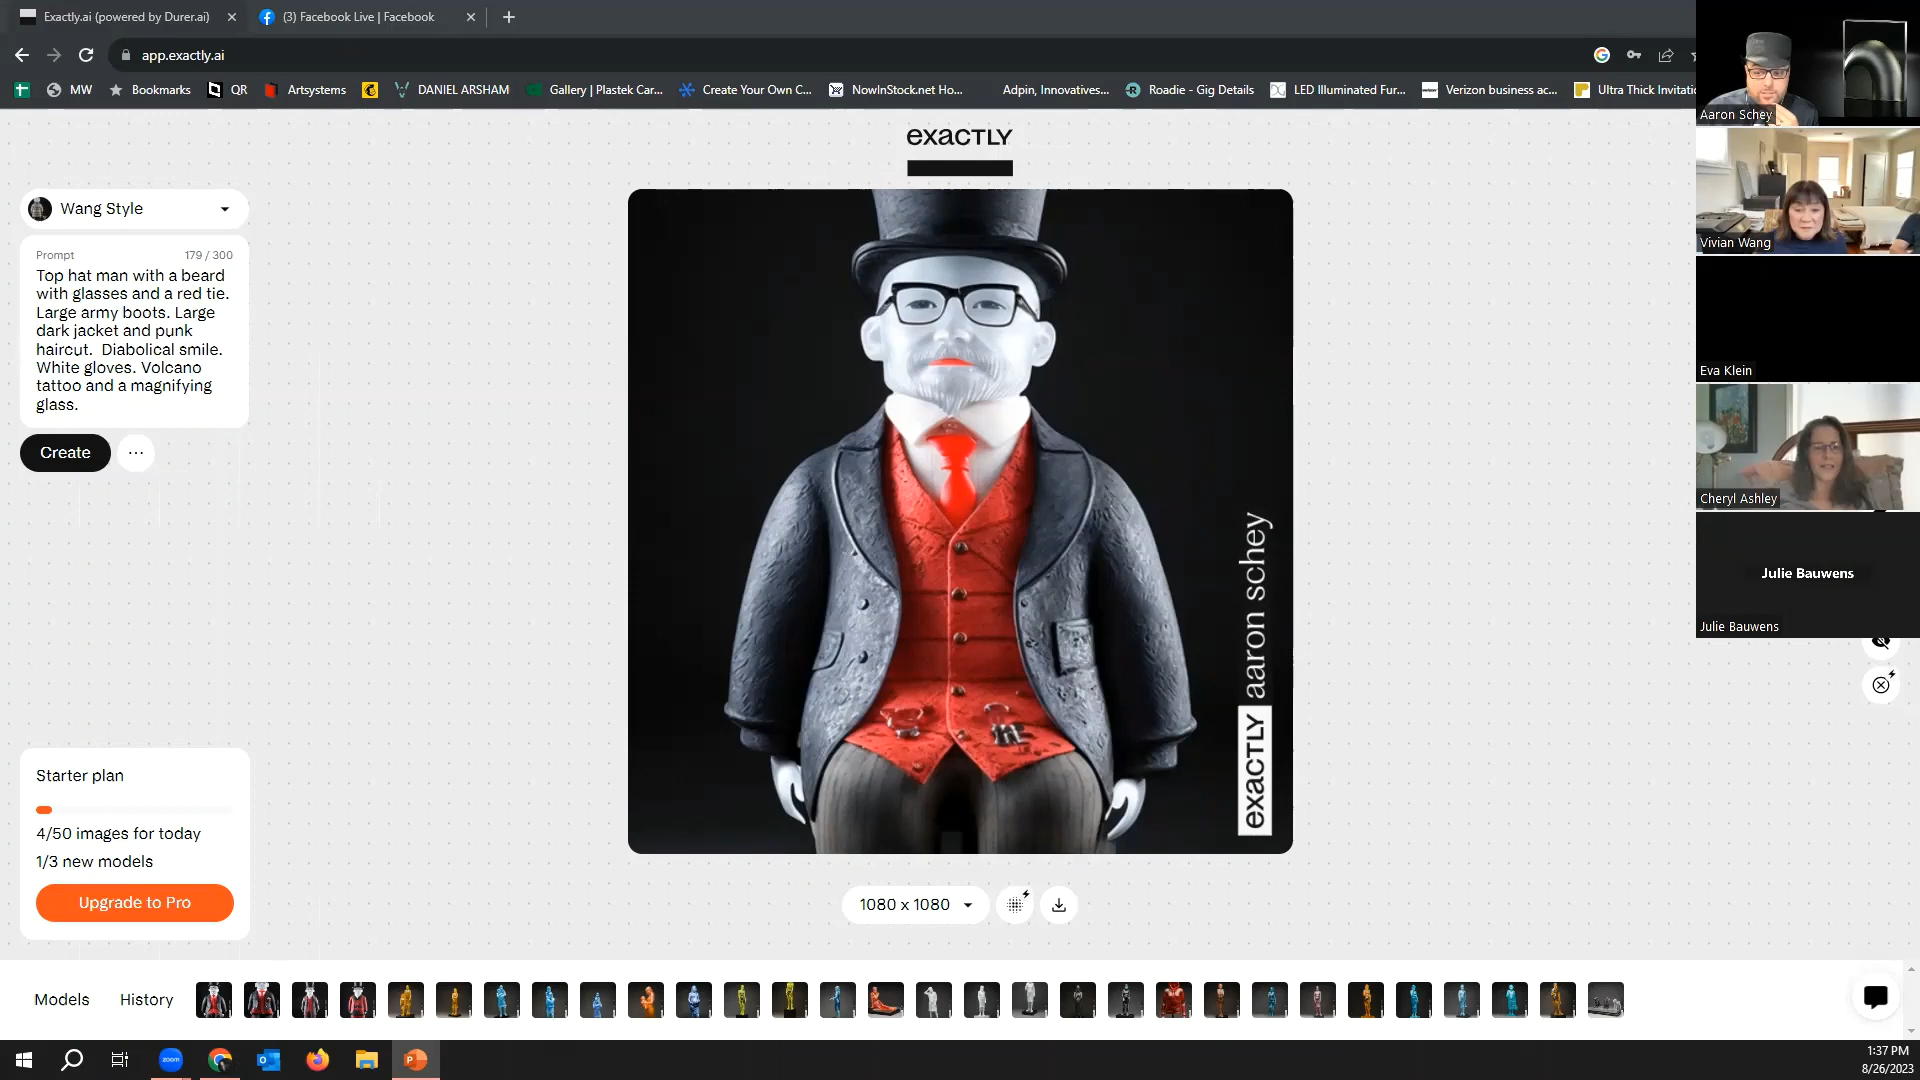 Exactly.ai (powered by Durer.ai)
(3) Facebook Live | Facebook
app.exactly.ai
MW
Bookmarks
QR
Artsystems
DANIEL ARSHAM
Gallery | Plastek Car...
Create Your Own C...
NowInStock.net Ho...
Adpin, Innovatives...
Roadie - Gig Details
LED Illuminated Fur...
Verizon business ac...
Ultra Thick Invitatio
Aaron Schey
Vivian Wang
Eva Klein
Cheryl Ashley
Julie Bauwens
Julie Bauwens
exactly
Wang Style
Prompt 179 / 300
Top hat man with a beard
with glasses and a red tie.
Large army boots. Large
dark jacket and punk
haircut.  Diabolical smile.
White gloves. Volcano
tattoo and a magnifying
glass.
Create
exactly aaron schey
Starter plan
4/50 images for today
1/3 new models
Upgrade to Pro
1080 x 1080
Models History
zoom
1:37 PM
8/26/2023